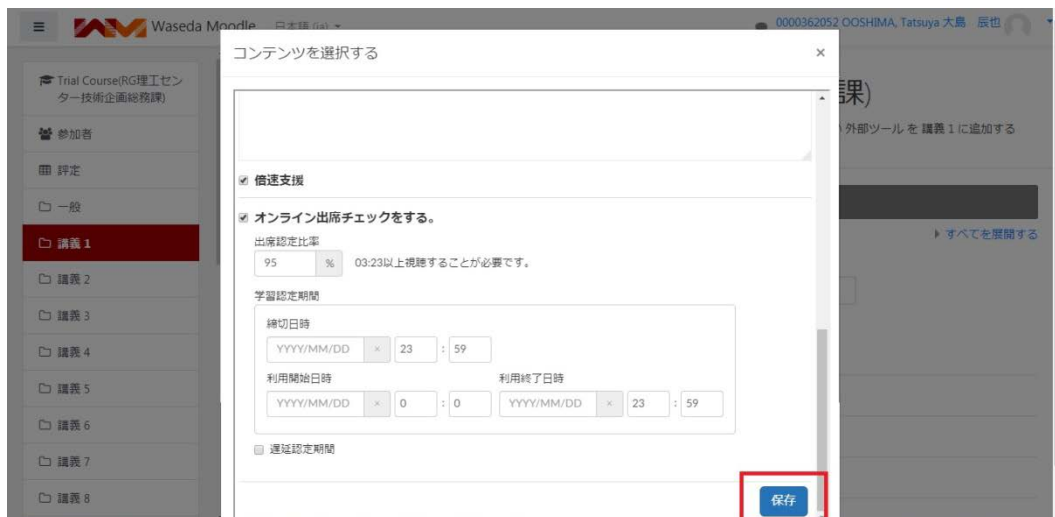 Waseda Moodle 日本語 (ja)
0000362052 OOSHIMA, Tatsuya 大島 辰也
コンテンツを選択する ×
Trial Course(RG理工セン
ター技術企画総務課)
課)
参加者
外部ツール を 講義 1 に追加する
評定
倍速支援
一般
オンライン出席チェックをする。
講義 1
すべてを展開する
出席認定比率
95 % 03:23以上視聴することが必要です。
講義 2
学習認定期間
講義 3
締切日時
YYYY/MM/DD × 23 : 59
講義 4
利用開始日時 利用終了日時
講義 5
YYYY/MM/DD × 0 : 0 YYYY/MM/DD × 23 : 59
講義 6
遅延認定期間
講義 7
講義 8
保存